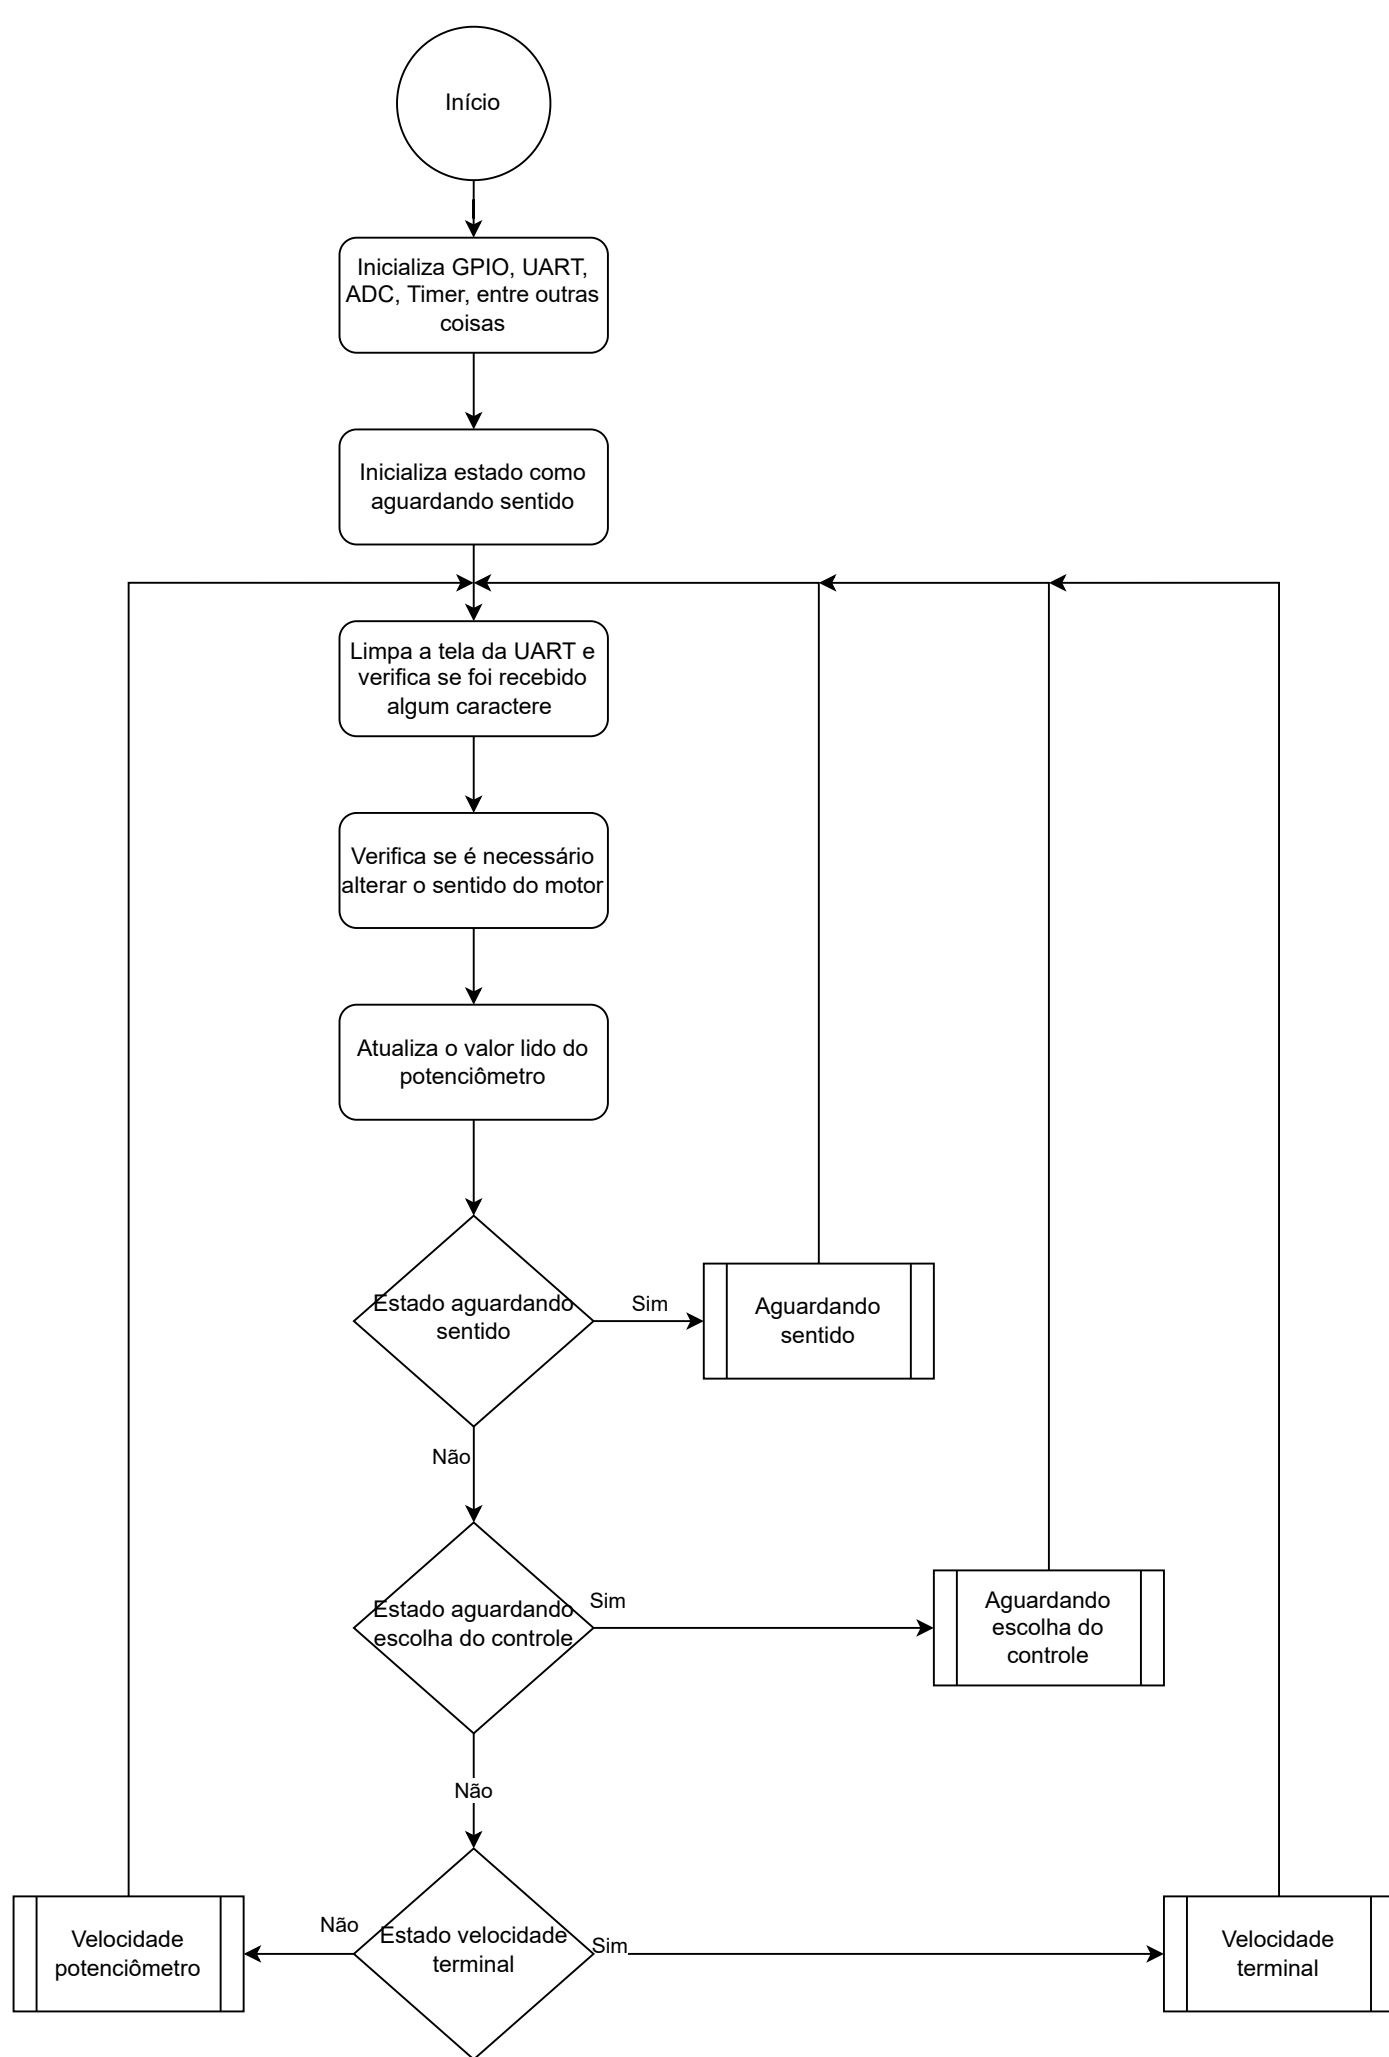 Início
Inicializa GPIO, UART,
ADC, Timer, entre outras
coisas
Inicializa estado como
aguardando sentido
Limpa a tela da UART e
verifica se foi recebido
algum caractere
Verifica se é necessário
alterar o sentido do motor
Atualiza o valor lido do
potenciômetro
Estado aguardando
sentido
Sim
Aguardando
sentido
Não
Estado aguardando
escolha do controle
Sim
Aguardando
escolha do
controle
Não
Estado velocidade
terminal
Não
Velocidade
potenciômetro
Sim
Velocidade
terminal